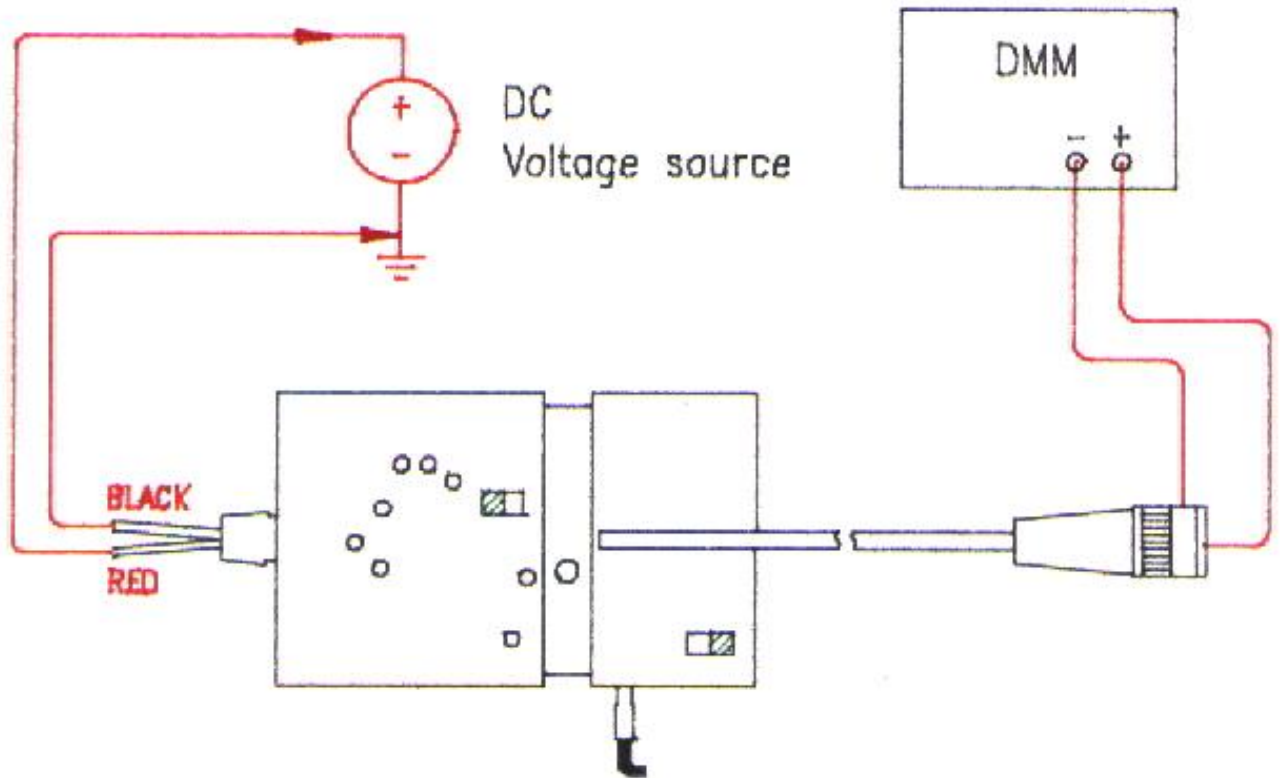 DMM
+
DC
- +
-
Voltage source
BLACK
RED